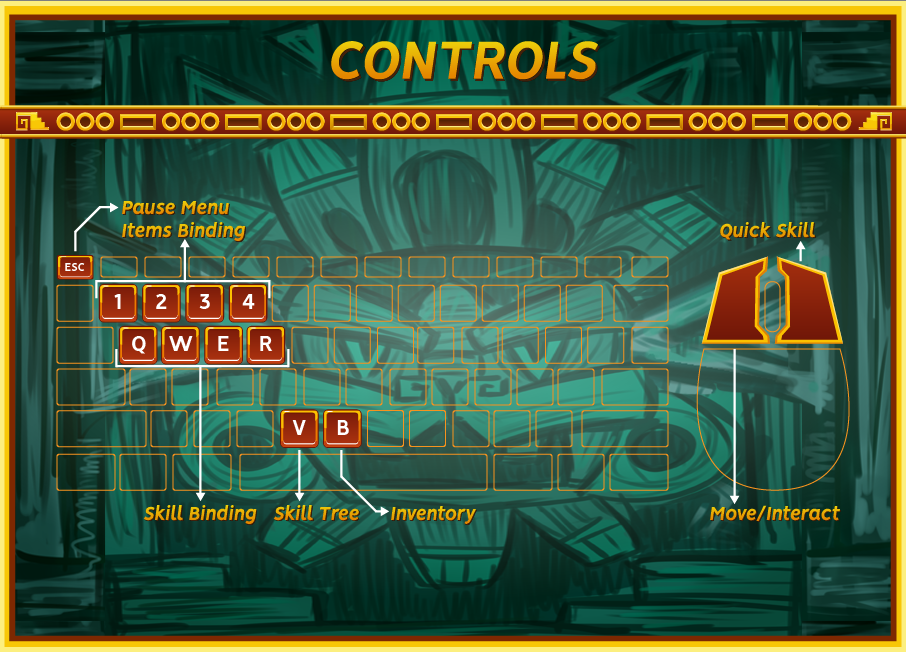 CONTROLS
Pause Menu
Items Binding
Quick Skill
ESC
1 2 3 4
Q W E R
V B
Skill Binding
Skill Tree
Inventory
Move/Interact